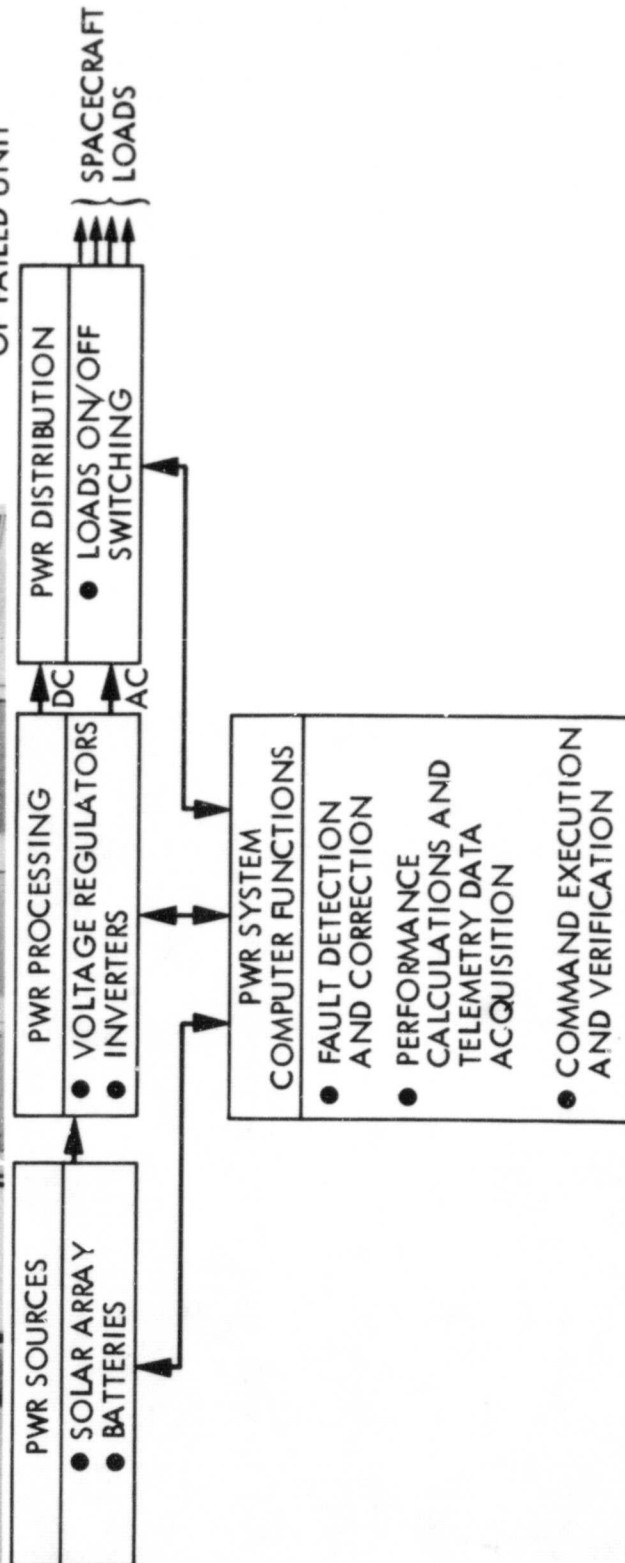 OF FAILED UNIT
PWR SOURCES
● SOLAR ARRAY
● BATTERIES
PWR PROCESSING
● VOLTAGE REGULATORS
● INVERTERS
DC
AC
PWR DISTRIBUTION
● LOADS ON/OFF
SWITCHING
SPACECRAFT
LOADS
PWR SYSTEM
COMPUTER FUNCTIONS
● FAULT DETECTION
AND CORRECTION
● PERFORMANCE
CALCULATIONS AND
TELEMETRY DATA
ACQUISITION
● COMMAND EXECUTION
AND VERIFICATION